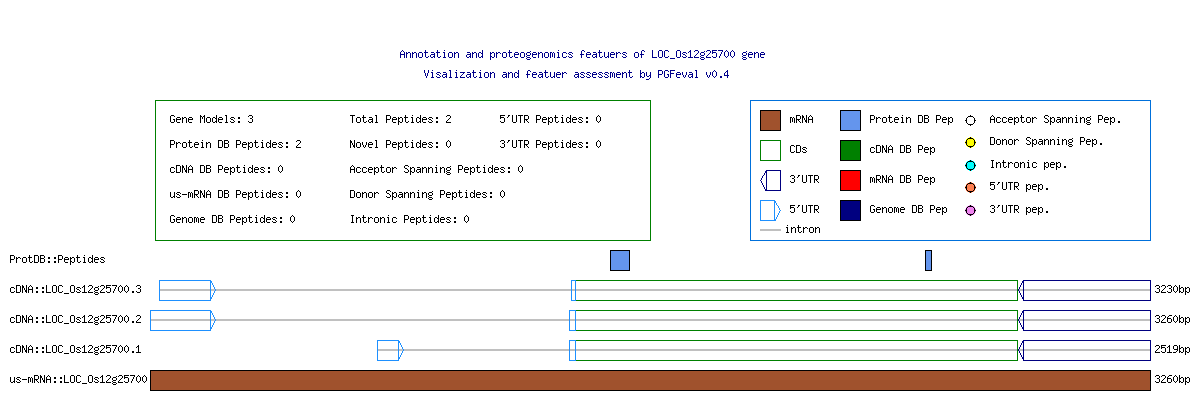 Annotation and proteogenomics featuers of LOC_Os12g25700 gene
Visalization and featuer assessment by PGFeval v0.4
Gene Models: 3 Total Peptides: 2 5'UTR Peptides: 0
Protein DB Peptides: 2 Novel Peptides: 0 3'UTR Peptides: 0
cDNA DB Peptides: 0 Acceptor Spanning Peptides: 0
us-mRNA DB Peptides: 0 Donor Spanning Peptides: 0
Genome DB Peptides: 0 Intronic Peptides: 0
mRNA Protein DB Pep Acceptor Spanning Pep.
CDs cDNA DB Pep Donor Spanning Pep.
3'UTR mRNA DB Pep Intronic pep.
5'UTR Genome DB Pep 5'UTR pep.
intron 3'UTR pep.
ProtDB::Peptides
cDNA::LOC_Os12g25700.3 3230bp
cDNA::LOC_Os12g25700.2 3260bp
cDNA::LOC_Os12g25700.1 2519bp
us-mRNA::LOC_Os12g25700 3260bp